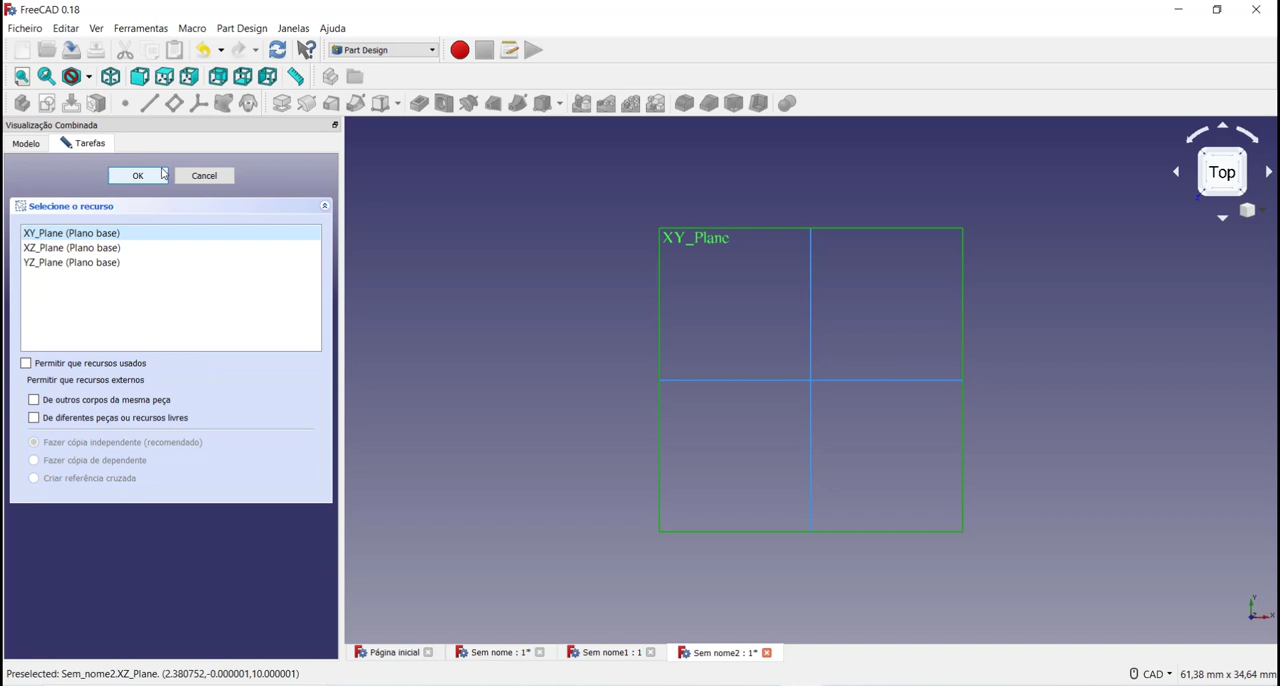 FreeCAD 0.18
Ficheiro Editar Ver Ferramentas Macro Part Design Janelas Ajuda
Part Design
Visualização Combinada
Modelo Tarefas
OK Cancel
Selecione o recurso
XY_Plane (Plano base)
XZ_Plane (Plano base)
YZ_Plane (Plano base)
Permitir que recursos usados
Permitir que recursos externos
De outros corpos da mesma peça
De diferentes peças ou recursos livres
Fazer cópia independente (recomendado)
Fazer cópia de dependente
Criar referência cruzada
XY_Plane
Top
Z
Y
X
Página inicial Sem nome : 1* Sem nome1 : 1 Sem nome2 : 1*
Preselected: Sem_nome2.XZ_Plane. (2.380752,-0.000001,10.000001) CAD 61,38 mm x 34,64 mm